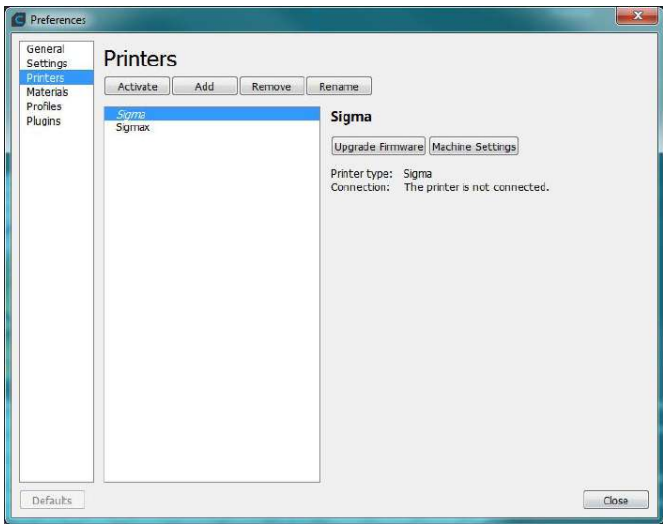 Preferences
General
Settings
Printers
Materials
Profiles
Plugins
Printers
Activate Add Remove Rename
Sigma
Sigmax
Sigma
Upgrade Firmware Machine Settings
Printer type: Sigma
Connection: The printer is not connected.
Defaults
Close